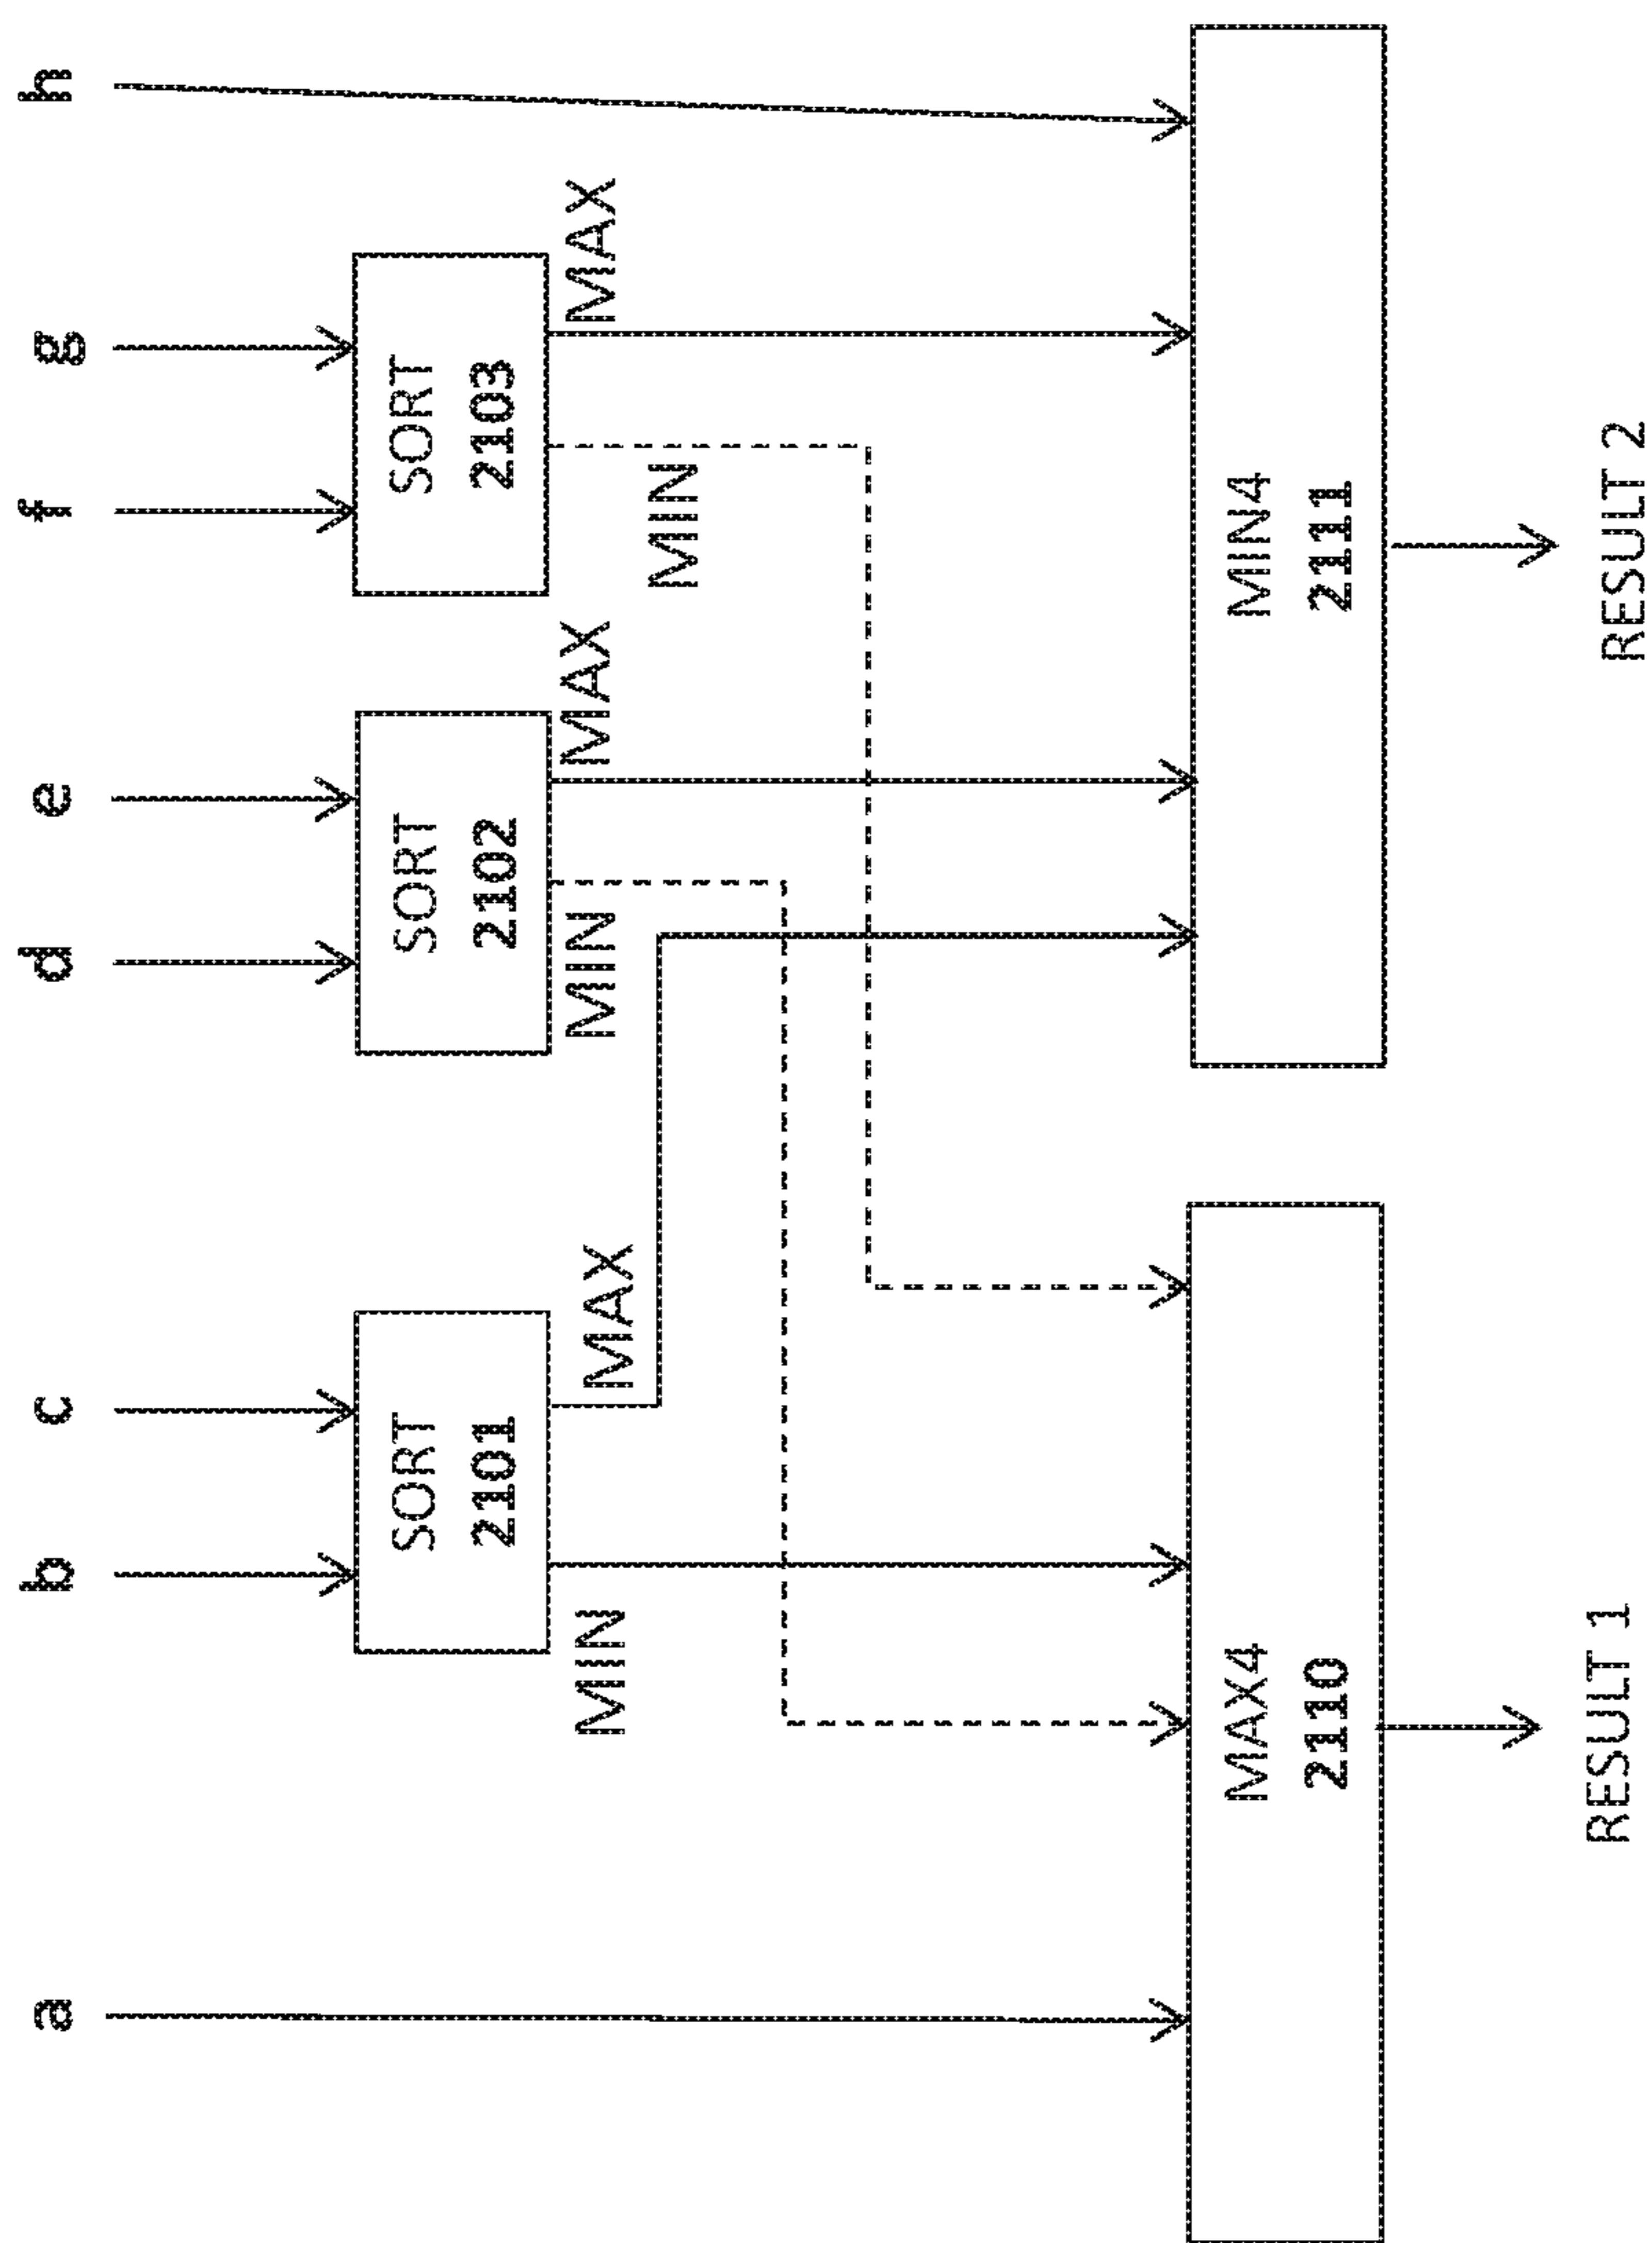 a
b
c
d
e
f
g
h
SORT
2101
SORT
2102
SORT
2103
MIN
MAX
MIN
MAX
MIN
MAX
MAX4
2110
MIN4
2111
RESULT 1
RESULT 2